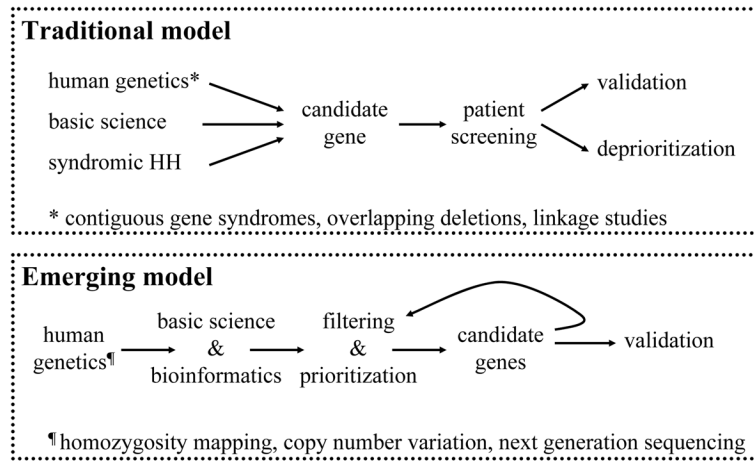 Traditional model
human genetics*
basic science
syndromic HH
candidate
gene
patient
screening
validation
deprioritization
* contiguous gene syndromes, overlapping deletions, linkage studies
Emerging model
human
genetics¶
basic science
&
bioinformatics
filtering
&
prioritization
candidate
genes
validation
¶homozygosity mapping, copy number variation, next generation sequencing